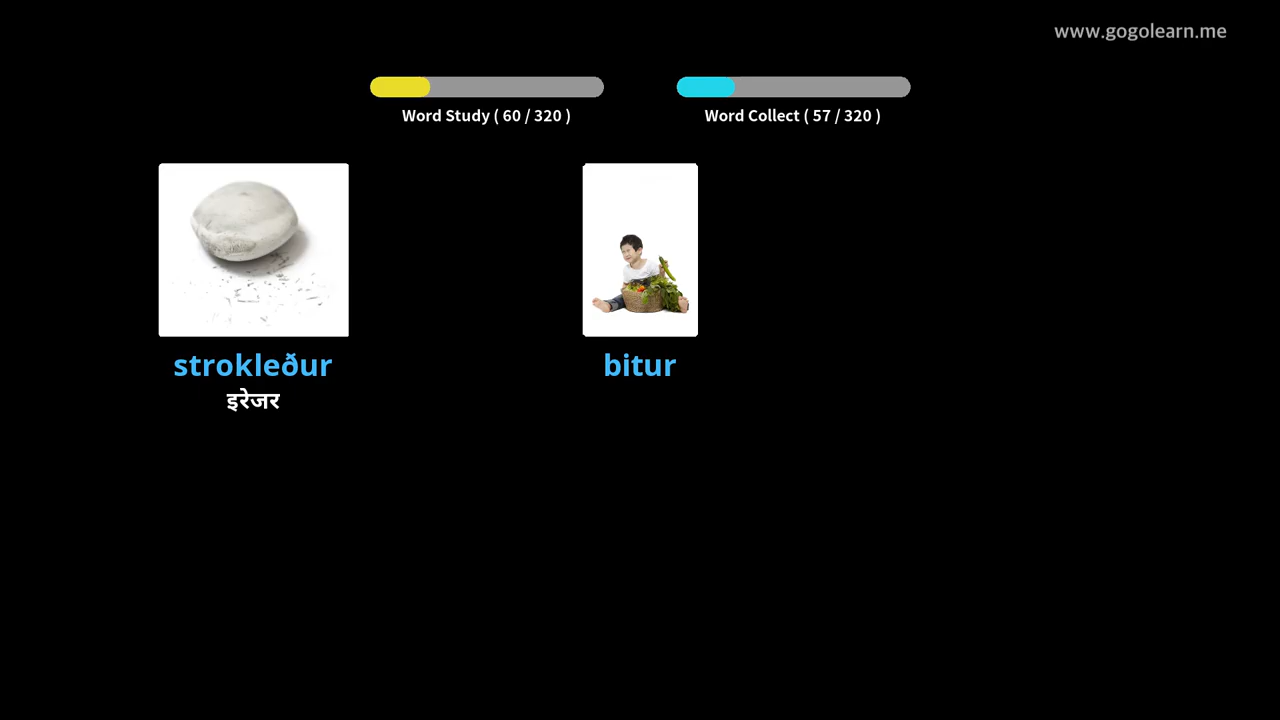 www.gogolearn.me
Word Study ( 60 / 320 )
Word Collect ( 57 / 320 )
strokleður
इरेजर
bitur